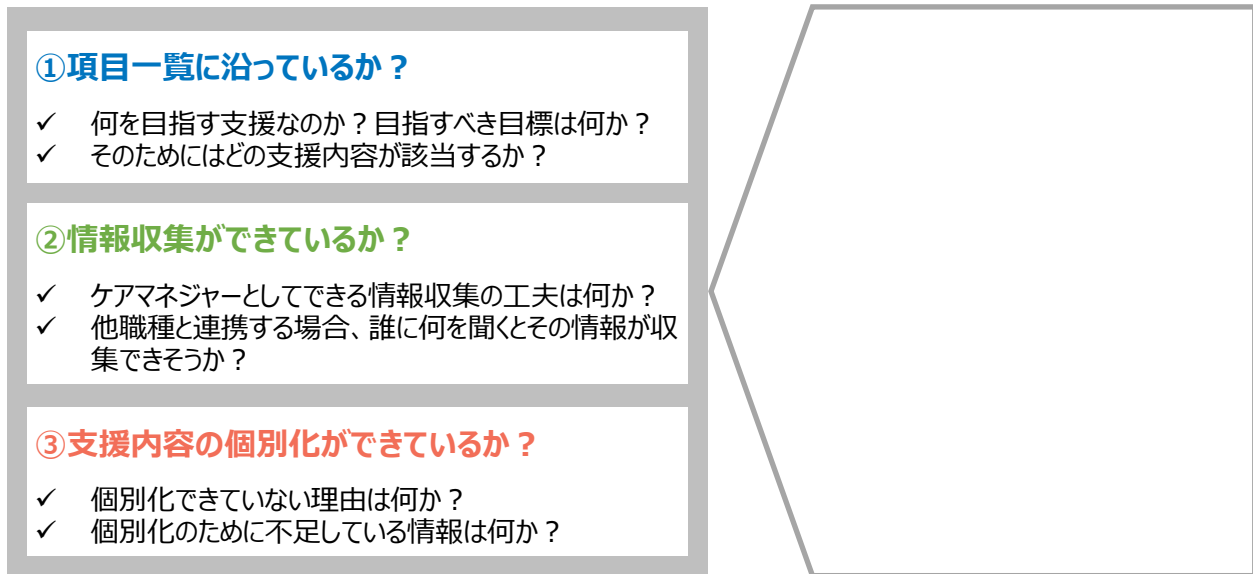 ①項目一覧に沿っているか？
✓ 何を目指す支援なのか？目指すべき目標は何か？
✓ そのためにはどの支援内容が該当するか？
②情報収集ができているか？
✓ ケアマネジャーとしてできる情報収集の工夫は何か？
✓ 他職種と連携する場合、誰に何を聞くとその情報が収
集できそうか？
③支援内容の個別化ができているか？
✓ 個別化できていない理由は何か？
✓ 個別化のために不足している情報は何か？